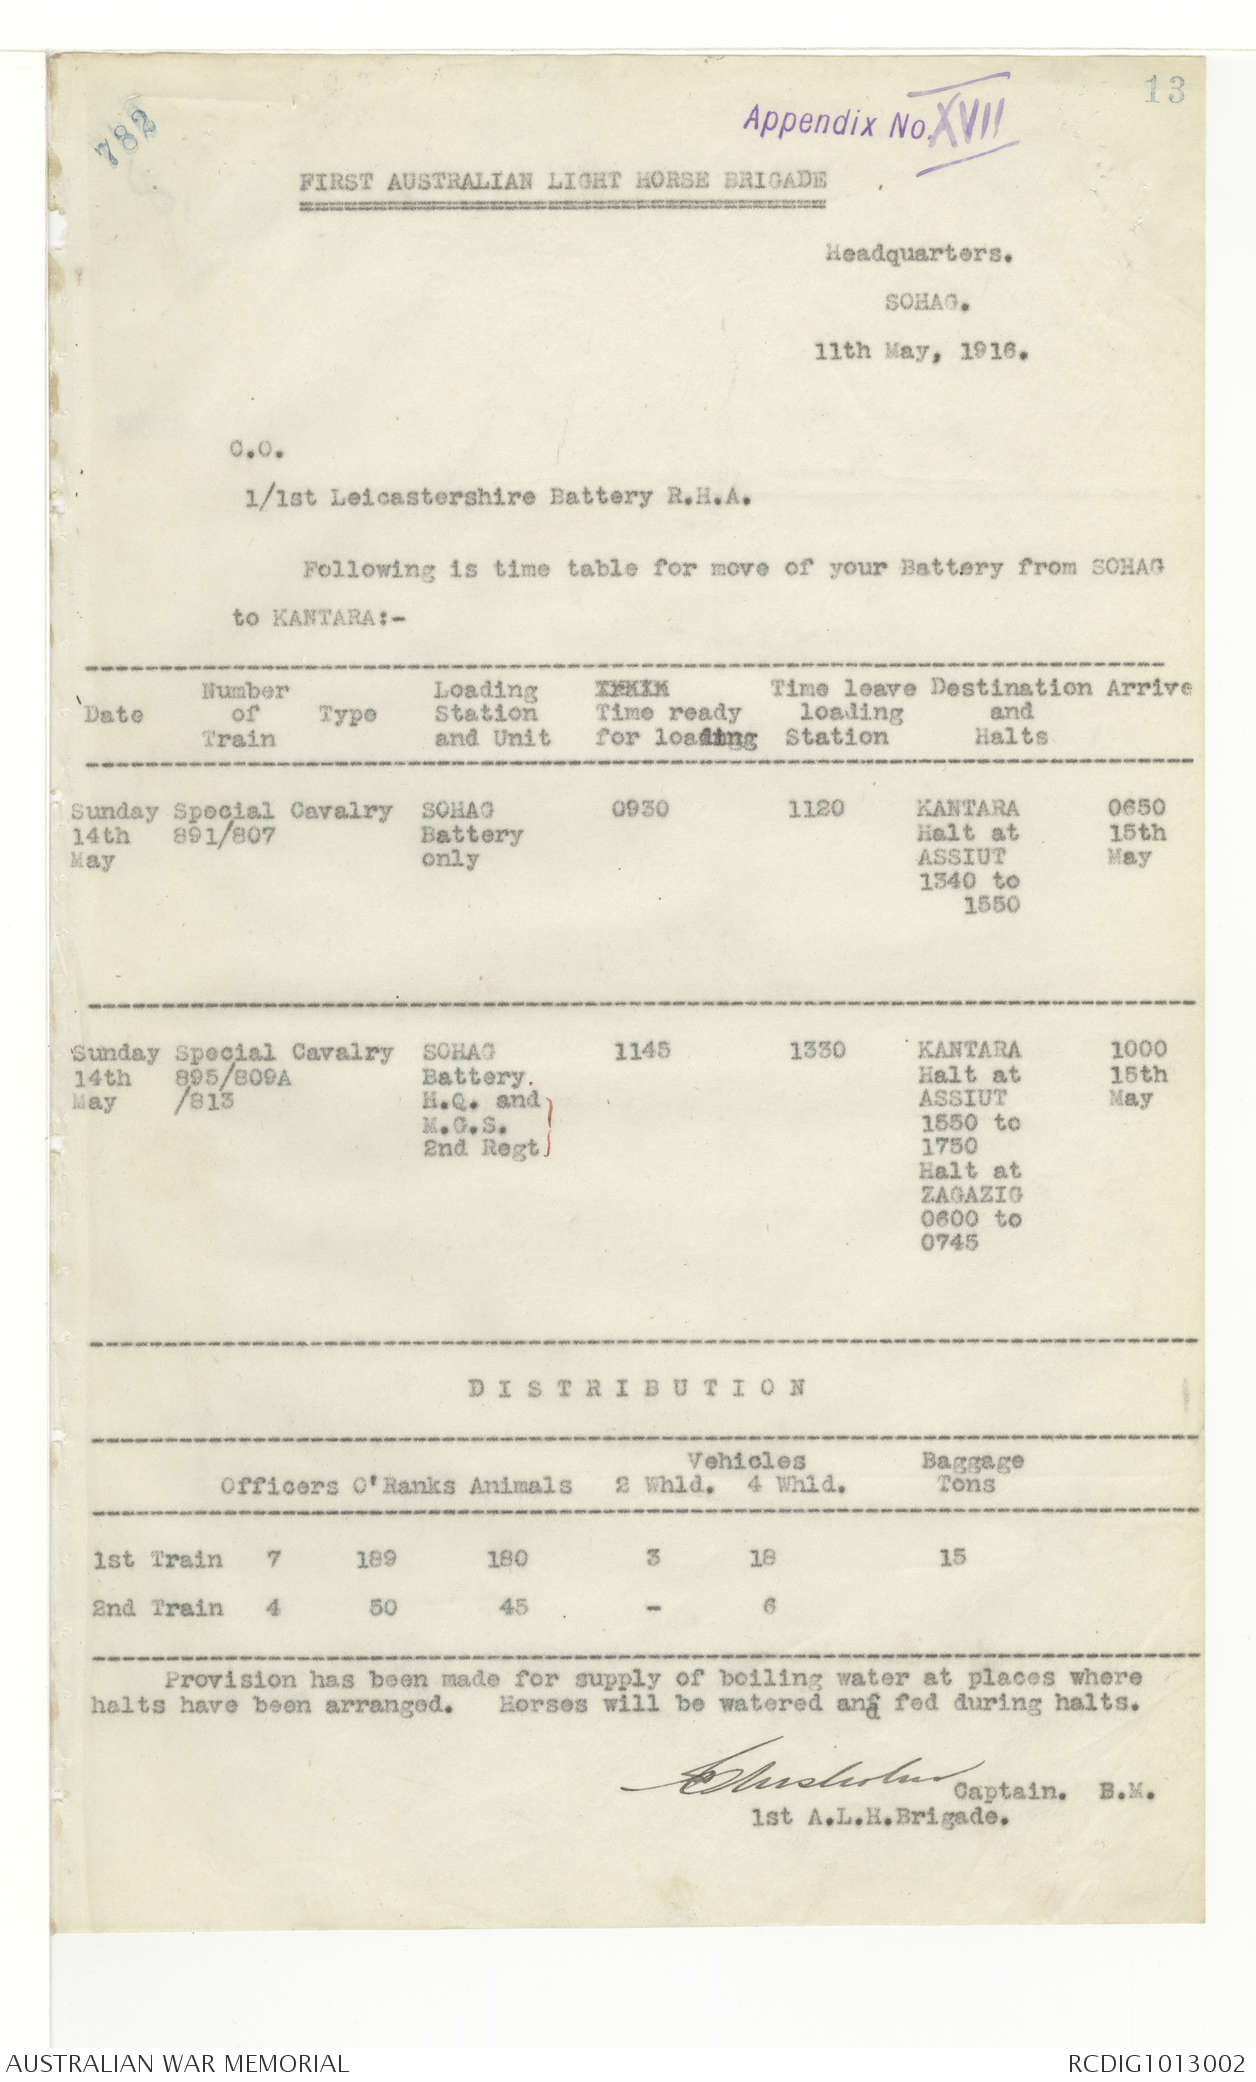 13
782
Appendix No. XVII
FIRST AUSTRALIAN LIGHT HORSE BRIGADE
Headquarters.
SOHAG.
11th May, 1916.
C.O.
1/1st Leicastershire Battery R.H.A.
Following is time table for move of your Battery from SOHAG
to KANTARA:-
Number Loading Time leave Destination Arrive
Date of Type Station Time ready loading and
Train and Unit for loading Station Halts
Sunday Special Cavalry SOHAG 0930 1120 KANTARA 0650
14th 891/807 Battery Halt at 15th
May only ASSIUT May
1340 to
1550
Sunday Special Cavalry SOHAG 1145 1330 KANTARA 1000
14th 895/809A Battery. Halt at 15th
May /813 H.Q. and ASSIUT May
M.G.S. 1550 to
2nd Regt 1750
Halt at
ZAGAZIG
0600 to
0745
D I S T R I B U T I O N
Vehicles Baggage
Officers O'Ranks Animals 2 Whld. 4 Whld. Tons
1st Train 7 189 180 3 18 15
2nd Train 4 50 45 - 6
Provision has been made for supply of boiling water at places where
halts have been arranged. Horses will be watered and fed during halts.
Chisholm Captain. B.M.
1st A.L.H.Brigade.
AUSTRALIAN WAR MEMORIAL RCDIG1013002